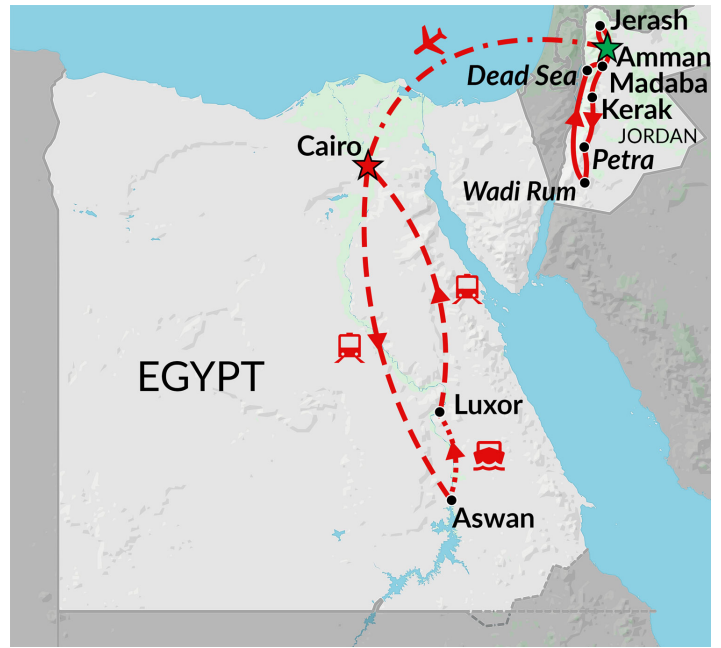 Jerash
Amman
Dead Sea
Madaba
Kerak
JORDAN
Cairo
Petra
Wadi Rum
EGYPT
Luxor
Aswan